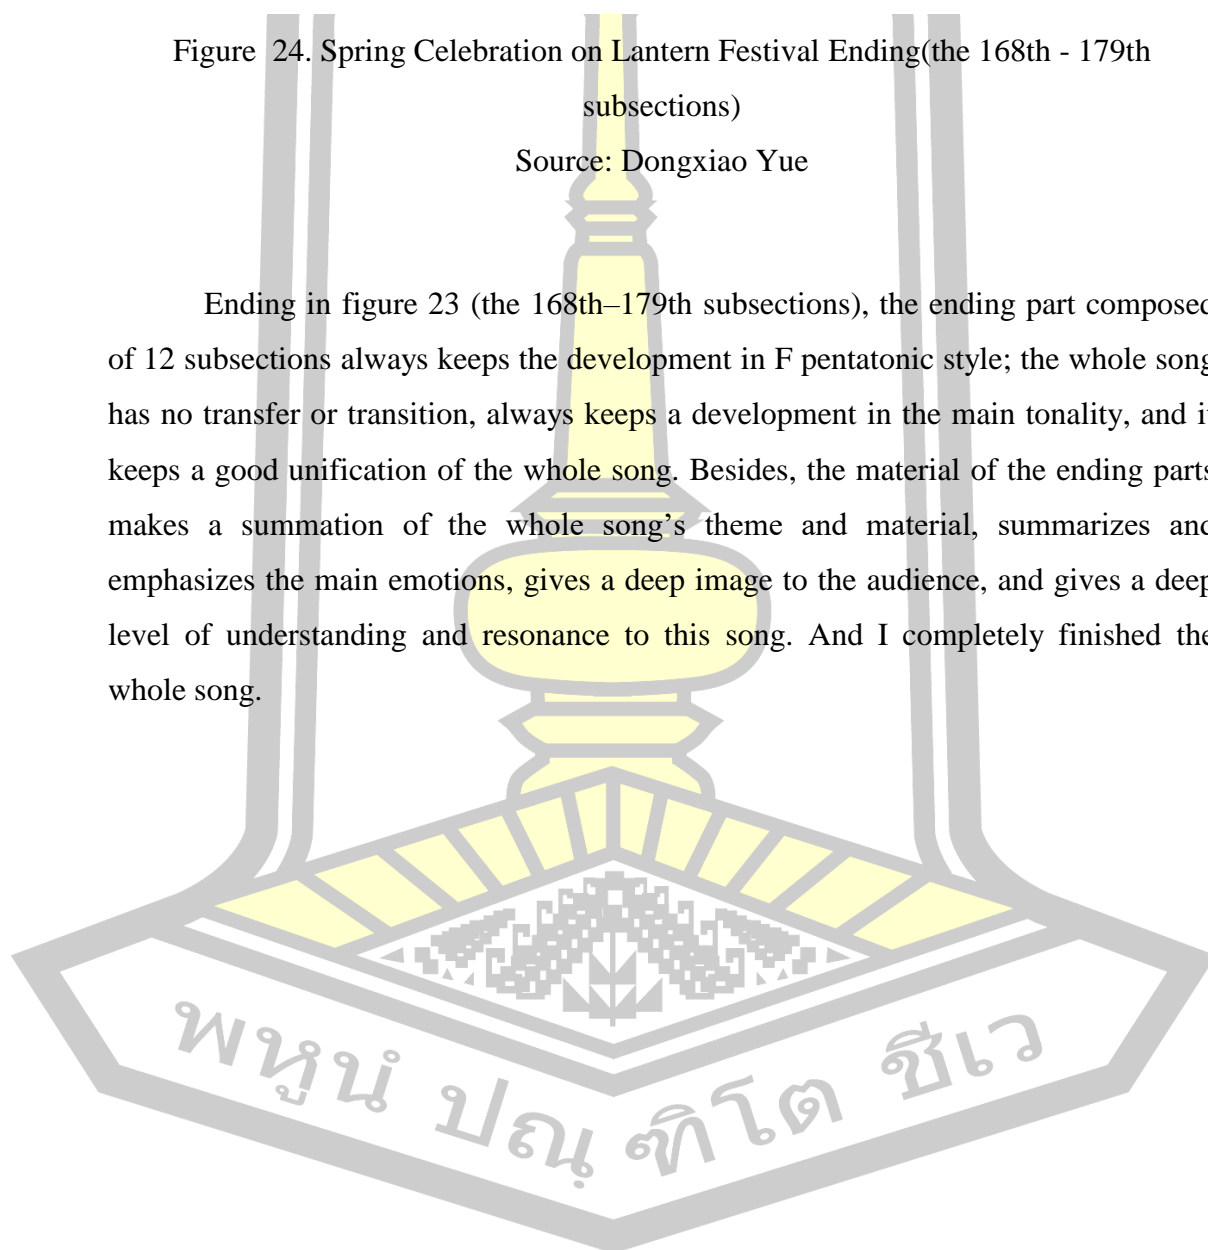 Figure 24. Spring Celebration on Lantern Festival Ending(the 168th - 179th
subsections)
Source: Dongxiao Yue
Ending in figure 23 (the 168th–179th subsections), the ending part composed
of 12 subsections always keeps the development in F pentatonic style; the whole song
has no transfer or transition, always keeps a development in the main tonality, and it
keeps a good unification of the whole song. Besides, the material of the ending parts
makes a summation of the whole song’s theme and material, summarizes and
emphasizes the main emotions, gives a deep image to the audience, and gives a deep
level of understanding and resonance to this song. And I completely finished the
whole song.
พหูนํ ปณฺฑิโต ชีเว